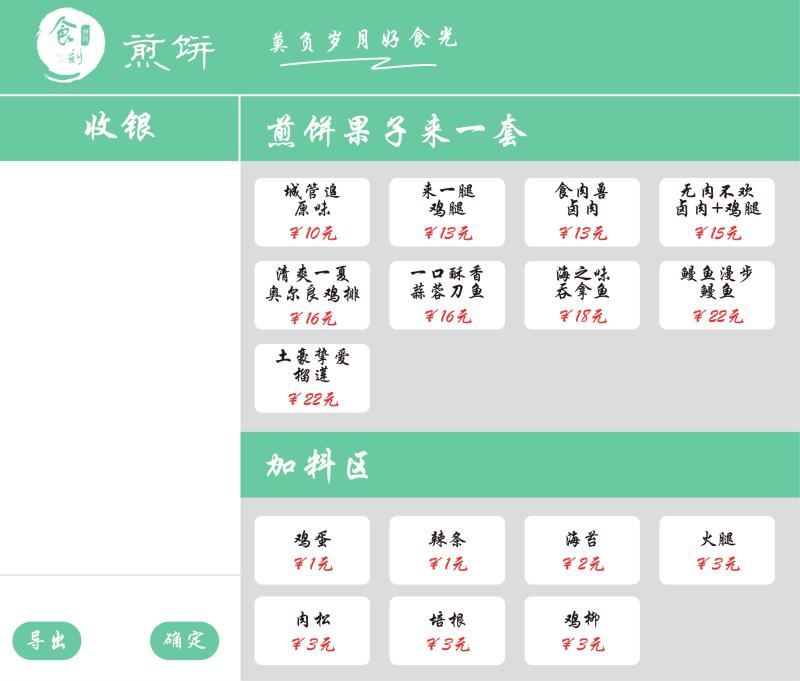 食刻
煎饼
莫负岁月好食光
收银
煎饼果子来一套
城管追
原味
¥10元
来一腿
鸡腿
¥13元
食肉兽
卤肉
¥13元
无肉不欢
卤肉+鸡腿
¥15元
清爽一夏
奥尔良鸡排
¥16元
一口酥香
蒜蓉刀鱼
¥16元
海之味
吞拿鱼
¥18元
鳗鱼漫步
鳗鱼
¥22元
土豪挚爱
榴莲
¥22元
加料区
鸡蛋
¥1元
辣条
¥1元
海苔
¥2元
火腿
¥3元
肉松
¥3元
培根
¥3元
鸡柳
¥3元
导出
确定